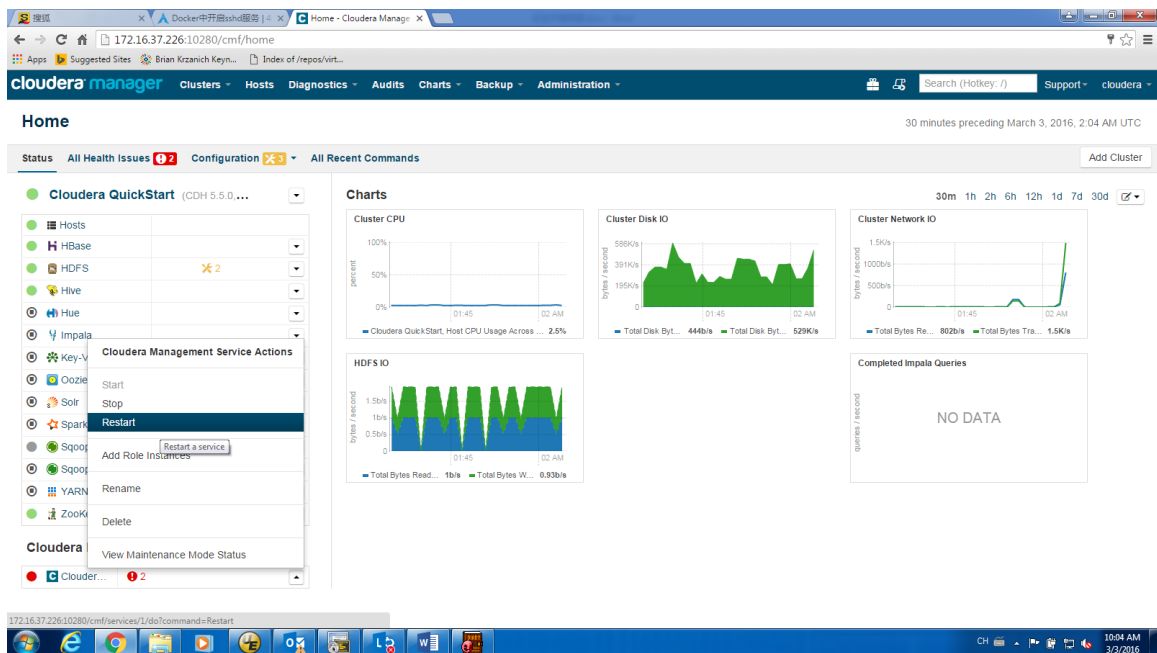 搜狐
Docker中开启sshd服务 | 4
Home - Cloudera Manage
172.16.37.226:10280/cmf/home
Apps Suggested Sites Brian Krzanich Keyn... Index of /repos/virt...
cloudera manager Clusters Hosts Diagnostics Audits Charts Backup Administration Search (Hotkey: /) Support cloudera
Home
30 minutes preceding March 3, 2016, 2:04 AM UTC
Status All Health Issues 2 Configuration 3 All Recent Commands Add Cluster
Cloudera QuickStart (CDH 5.5.0,...
Hosts
HBase
HDFS 2
Hive
Hue
Impala
Key-V
Oozie
Solr
Spark
Sqoop
Sqoop
YARN
ZooKe
Cloudera Management Service Actions
Start
Stop
Restart
Restart a service
Add Role Instances
Rename
Delete
View Maintenance Mode Status
Cloudera
Clouder... 2
Charts
30m 1h 2h 6h 12h 1d 7d 30d
Cluster CPU
percent
100%
50%
0%
01:45 02 AM
Cloudera QuickStart, Host CPU Usage Across ... 2.5%
Cluster Disk IO
bytes / second
586K/s
391K/s
195K/s
0
01:45 02 AM
Total Disk Byt... 444b/s Total Disk Byt... 529K/s
Cluster Network IO
bytes / second
1.5K/s
1000b/s
500b/s
0
01:45 02 AM
Total Bytes Re... 802b/s Total Bytes Tra... 1.5K/s
HDFS IO
bytes / second
1.5b/s
1b/s
0.5b/s
0
01:45 02 AM
Total Bytes Read... 1b/s Total Bytes W... 0.93b/s
Completed Impala Queries
queries / second
NO DATA
172.16.37.226:10280/cmf/services/1/do?command=Restart
CH
10:04 AM
3/3/2016